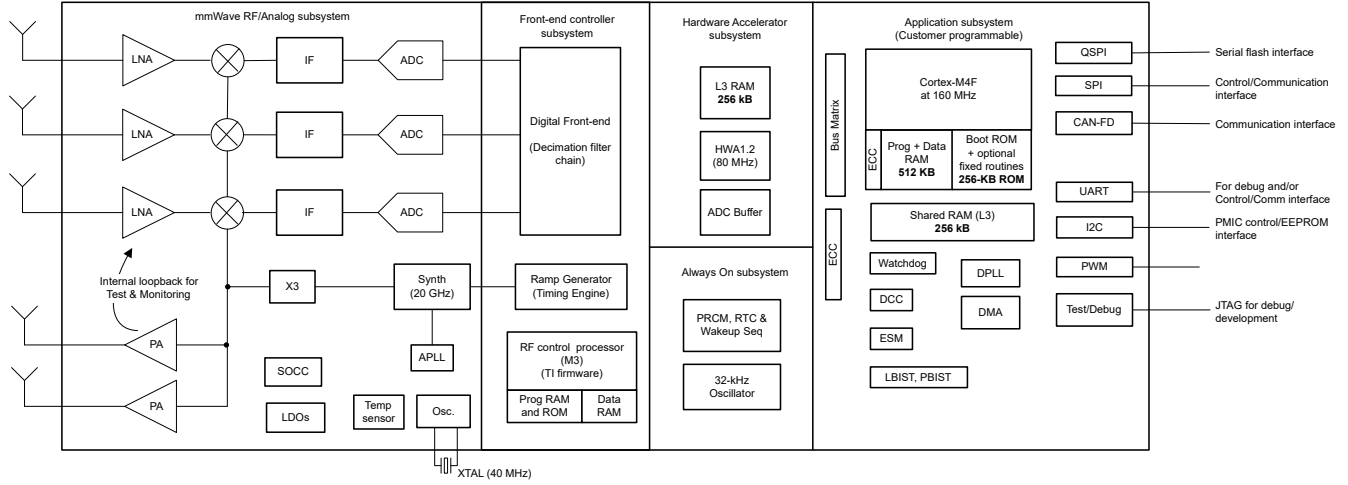 mmWave RF/Analog subsystem
LNA
IF
ADC
LNA
IF
ADC
LNA
IF
ADC
Internal loopback for
Test & Monitoring
PA
PA
X3
Synth
(20 GHz)
APLL
SOCC
LDOs
Temp
sensor
Osc.
XTAL (40 MHz)
Front-end controller
subsystem
Digital Front-end
(Decimation filter
chain)
Ramp Generator
(Timing Engine)
RF control processor
(M3)
(TI firmware)
Prog RAM
and ROM
Data
RAM
Hardware Accelerator
subsystem
L3 RAM
256 kB
HWA1.2
(80 MHz)
ADC Buffer
Always On subsystem
PRCM, RTC &
Wakeup Seq
32-kHz
Oscillator
Application subsystem
(Customer programmable)
Bus Matrix
ECC
Cortex-M4F
at 160 MHz
ECC
Prog + Data
RAM
512 KB
Boot ROM
+ optional
fixed routines
256-KB ROM
Shared RAM (L3)
256 kB
Watchdog
DPLL
DCC
DMA
ESM
LBIST, PBIST
QSPI
Serial flash interface
SPI
Control/Communication
interface
CAN-FD
Communication interface
UART
For debug and/or
Control/Comm interface
I2C
PMIC control/EEPROM
interface
PWM
Test/Debug
JTAG for debug/
development